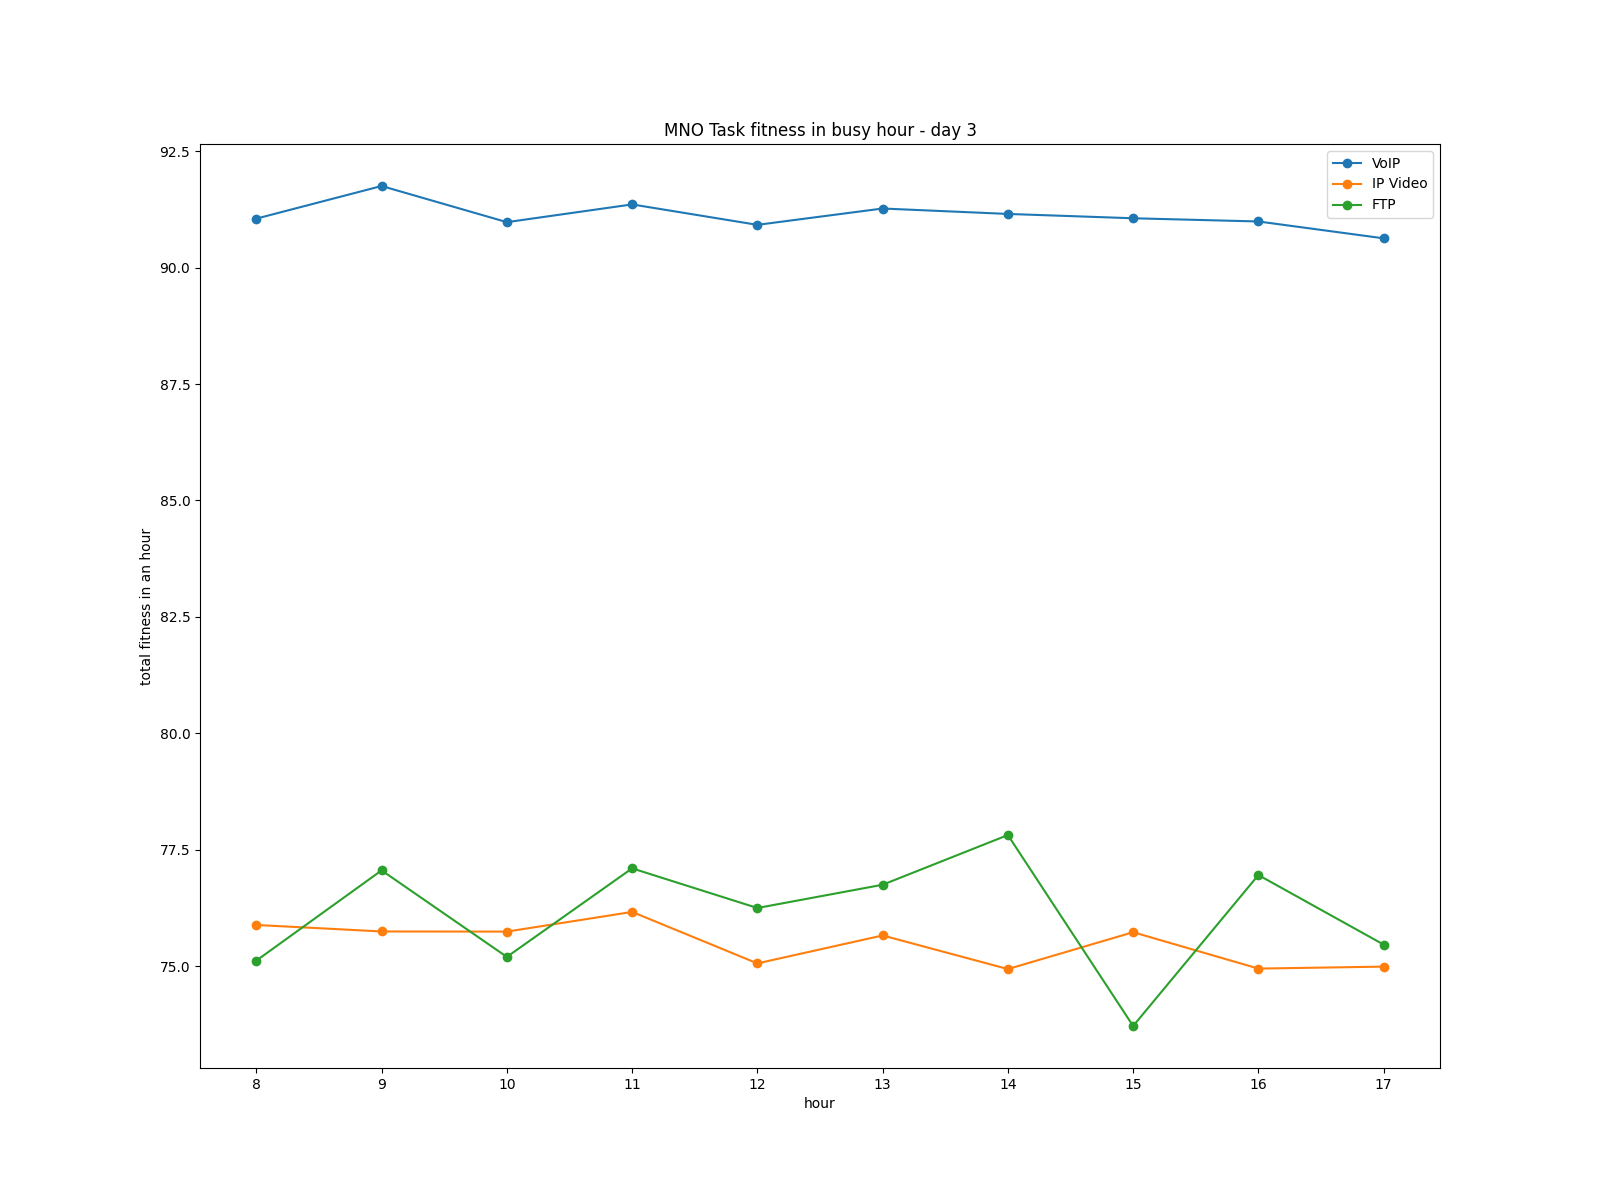 MNO Task fitness in busy hour - day 3
VoIP
IP Video
FTP
92.5
90.0
87.5
85.0
82.5
80.0
77.5
75.0
total fitness in an hour
8 9 10 11 12 13 14 15 16 17
hour